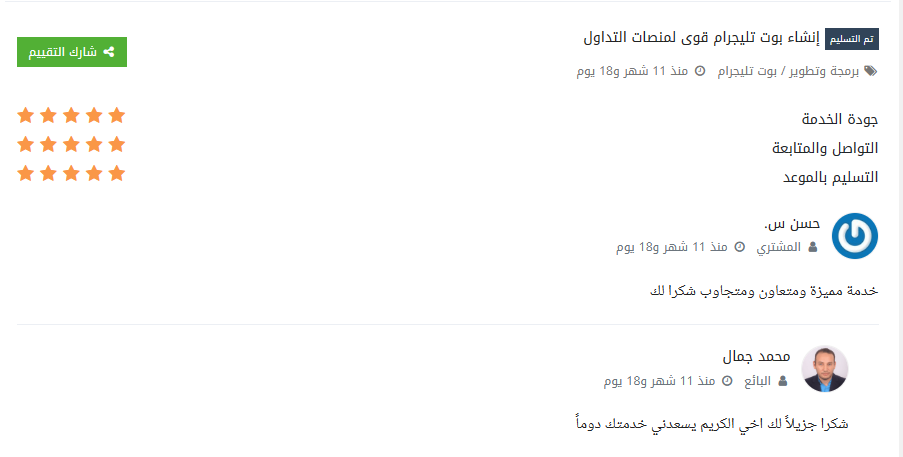 تم التسليم إنشاء بوت تليجرام قوى لمنصات التداول
شارك التقييم
برمجة وتطوير / بوت تليجرام منذ 11 شهر و18 يوم
جودة الخدمة
التواصل والمتابعة
التسليم بالموعد
حسن س.
المشتري منذ 11 شهر و18 يوم
خدمة مميزة ومتعاون ومتجاوب شكرا لك
محمد جمال
البائع منذ 11 شهر و18 يوم
شكرا جزيلاً لك اخي الكريم يسعدني خدمتك دوماً